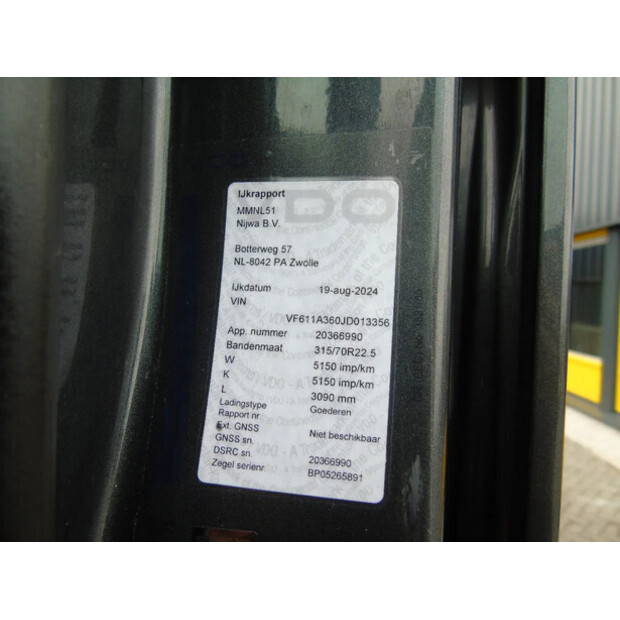 IJkrapport
MMNL51
Nijwa B.V.
Botterweg 57
NL-8042 PA Zwolle
IJkdatum 19-aug-2024
VIN
VF611A360JD013356
App. nummer 20366990
Bandenmaat 315/70R22.5
W 5150 imp/km
K 5150 imp/km
L 3090 mm
Ladingstype Goederen
Rapport nr.
Ext. GNSS Niet beschikbaar
GNSS sn.
DSRC sn. 20366990
Zegel serienr BP05265891
VDO